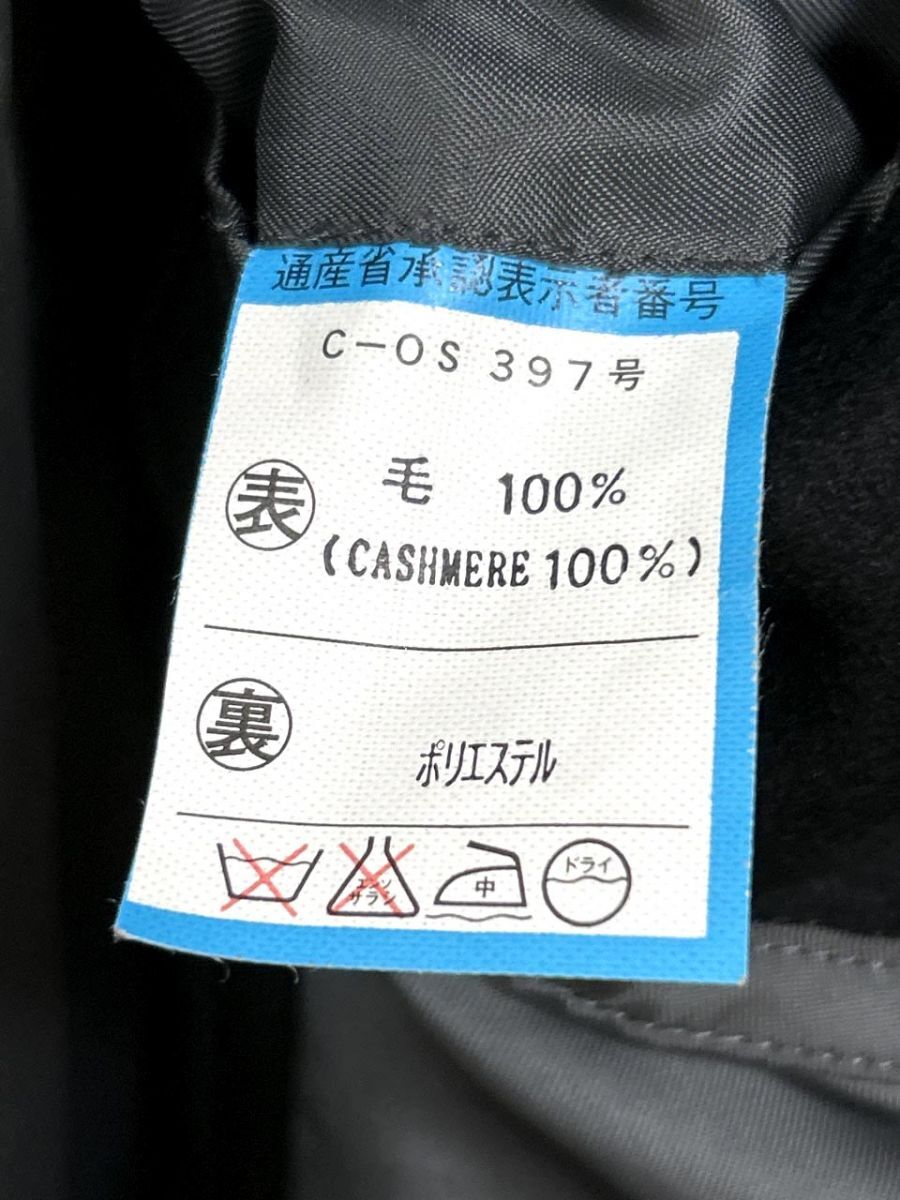 通産省承認表示者番号
C-OS 397号
表 毛 100%
(CASHMERE 100%)
裏
ポリエステル
エンソ
サラシ
中
ドライ